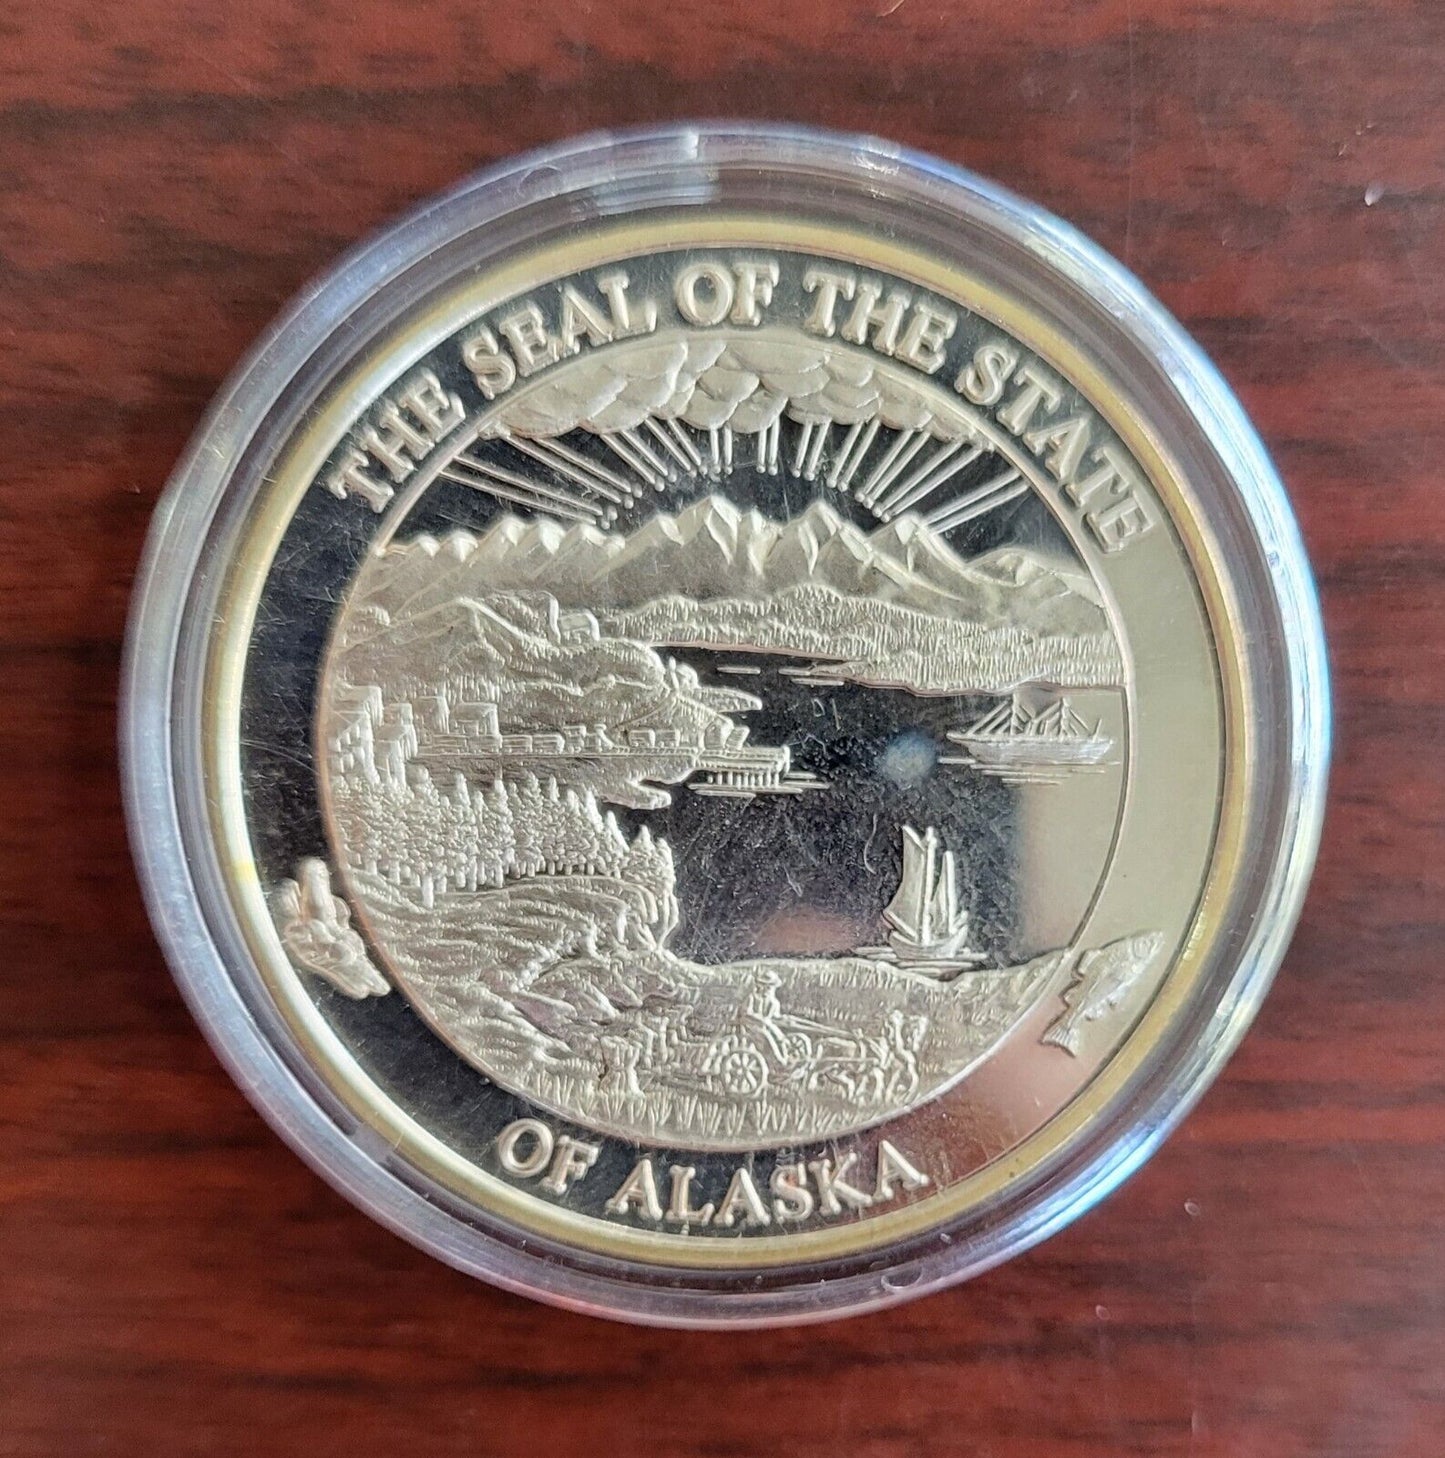 THE SEAL OF THE STATE
OF ALASKA